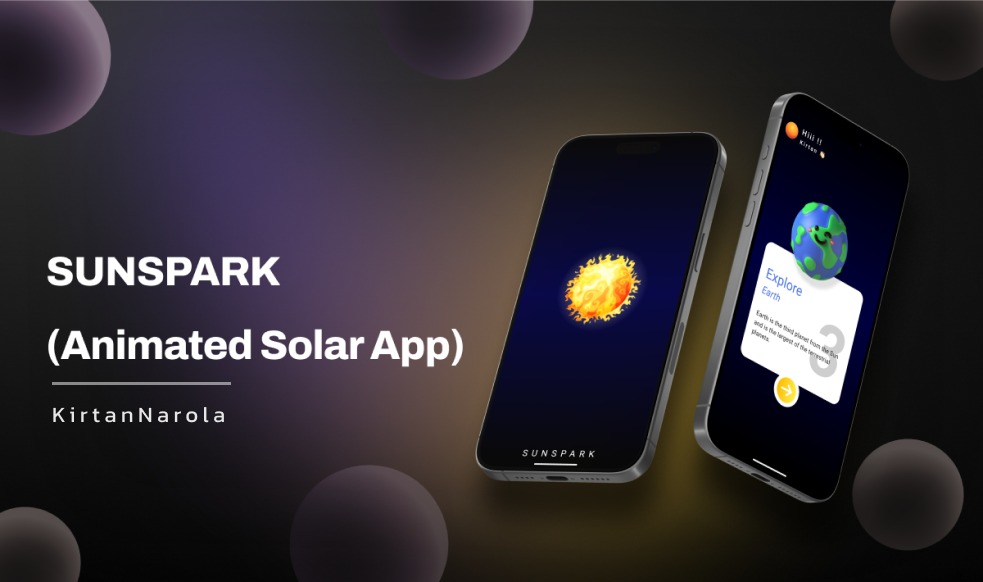 SUNSPARK
(Animated Solar App)
KirtanNarola
SUNSPARK
Hiii !!
Kirtan
Explore
Earth
3
Earth is the third planet from the Sun
and is the largest of the terrestrial
planets.